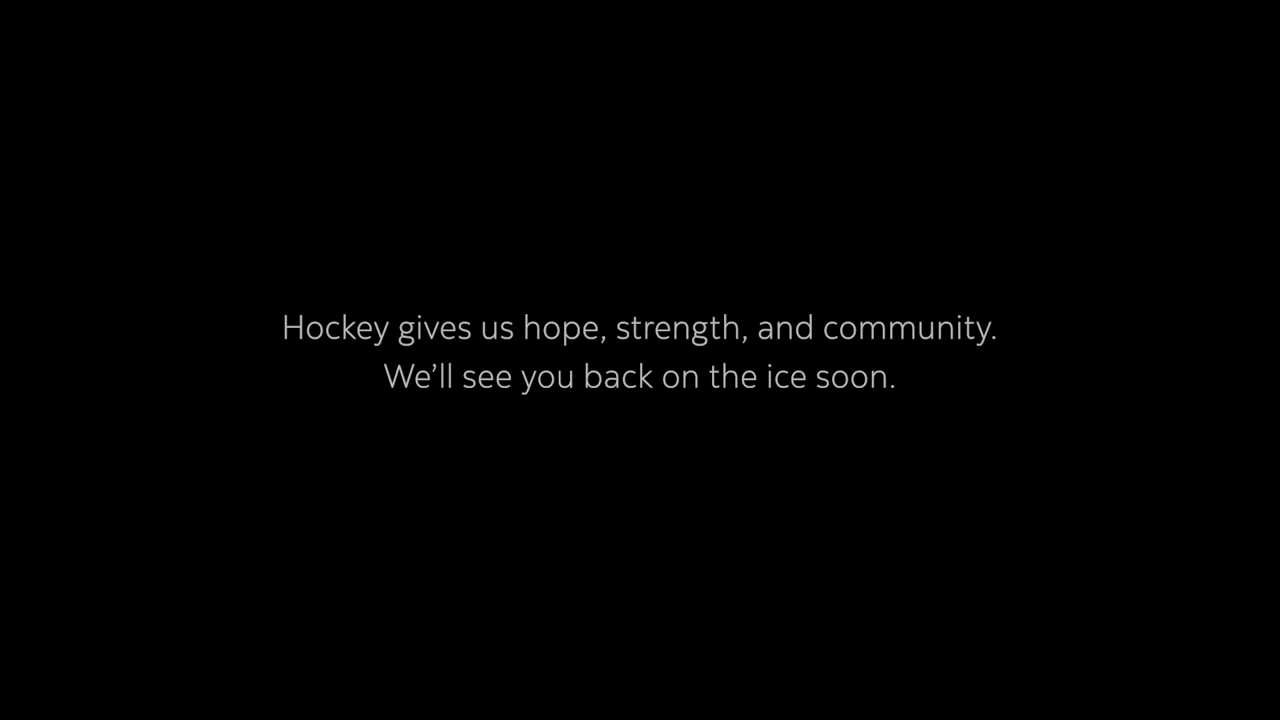 Hockey gives us hope, strength, and community.
We’ll see you back on the ice soon.